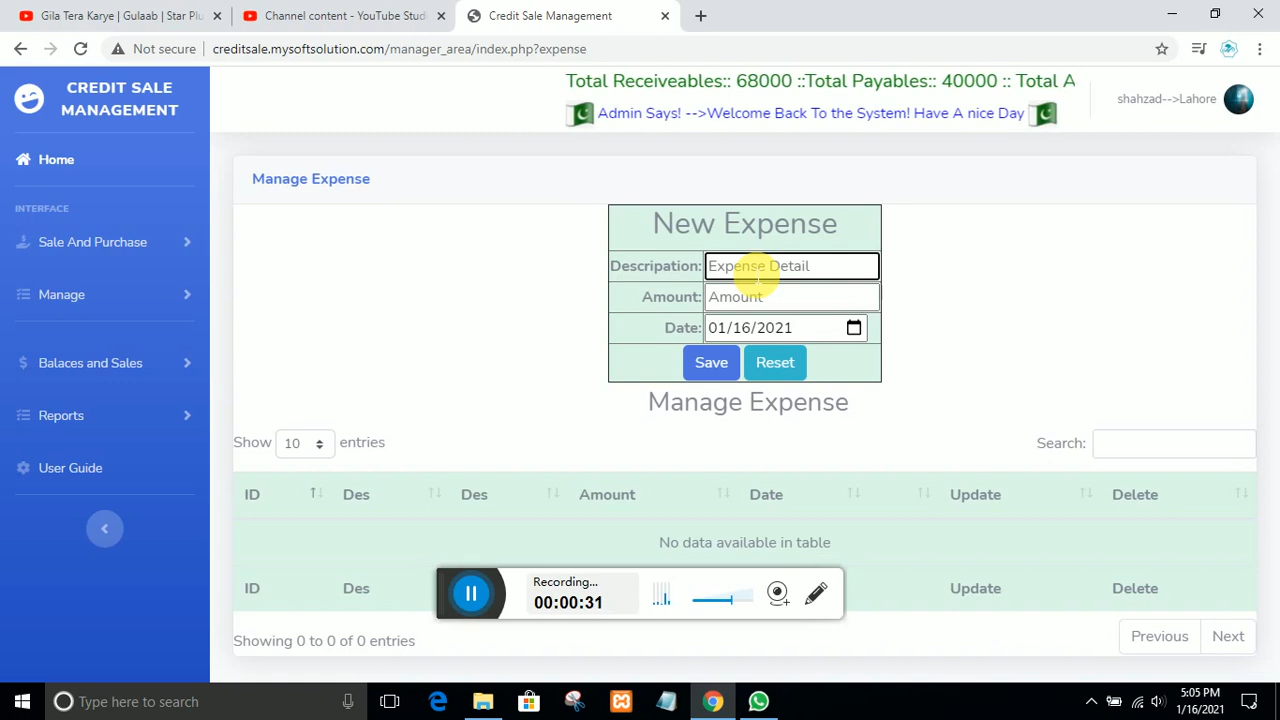 Gila Tera Karye | Gulaab | Star Plu
Channel content - YouTube Studi
Credit Sale Management
Not secure
creditsale.mysoftsolution.com/manager_area/index.php?expense
CREDIT SALE
MANAGEMENT
Total Receiveables:: 68000 ::Total Payables:: 40000 :: Total A
Admin Says! -->Welcome Back To the System! Have A nice Day
shahzad-->Lahore
Home
INTERFACE
Sale And Purchase
Manage
Balaces and Sales
Reports
User Guide
Manage Expense
New Expense
Descripation: Expense Detail
Amount: Amount
Date: 01/16/2021
Save Reset
Manage Expense
Show 10 entries
Search:
ID Des Des Amount Date Update Delete
No data available in table
ID Des Update Delete
Recording...
00:00:31
Showing 0 to 0 of 0 entries
Previous Next
Type here to search
5:05 PM
1/16/2021